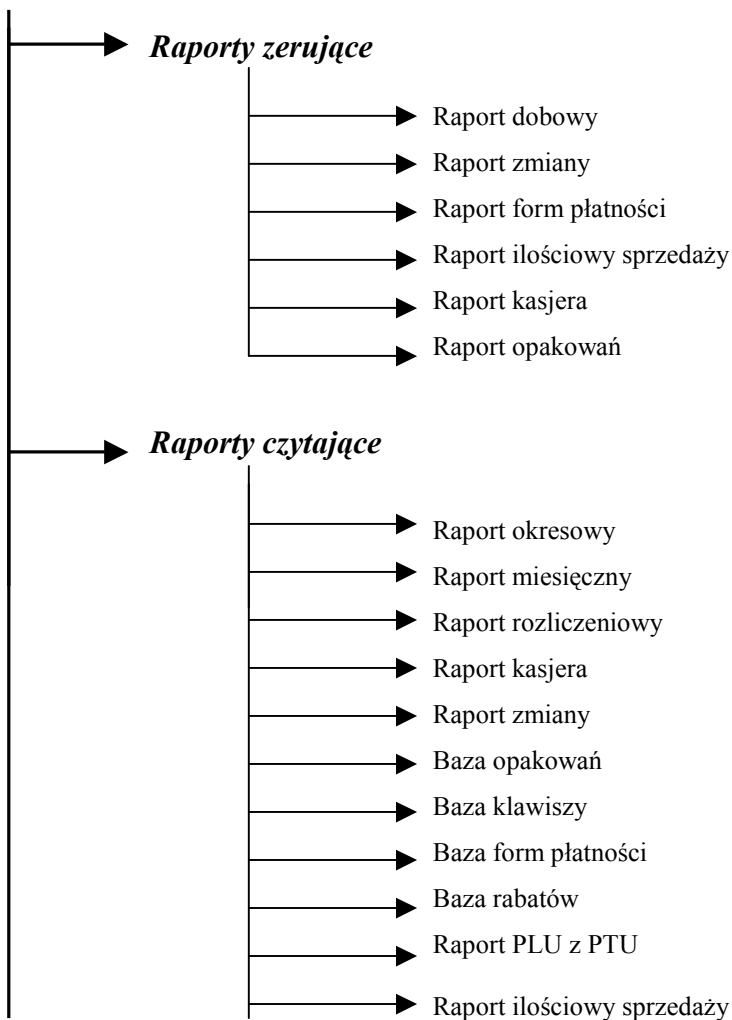 Raporty zerujące
Raport dobowy
Raport zmiany
Raport form płatności
Raport ilościowy sprzedaży
Raport kasjera
Raport opakowań
Raporty czytające
Raport okresowy
Raport miesięczny
Raport rozliczeniowy
Raport kasjera
Raport zmiany
Baza opakowań
Baza klawiszy
Baza form płatności
Baza rabatów
Raport PLU z PTU
Raport ilościowy sprzedaży